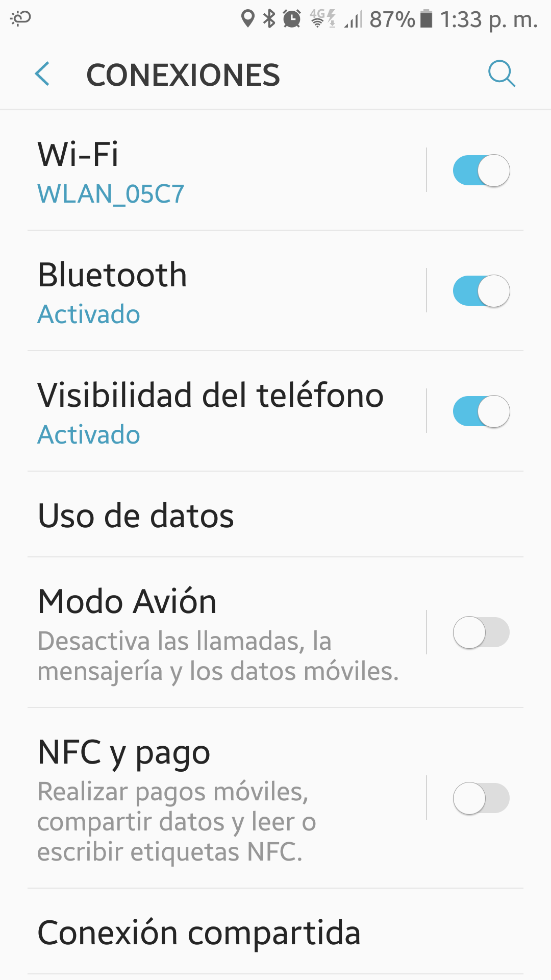 4G 87% 1:33 p. m.
CONEXIONES
Wi-Fi
WLAN_05C7
Bluetooth
Activado
Visibilidad del teléfono
Activado
Uso de datos
Modo Avión
Desactiva las llamadas, la
mensajería y los datos móviles.
NFC y pago
Realizar pagos móviles,
compartir datos y leer o
escribir etiquetas NFC.
Conexión compartida